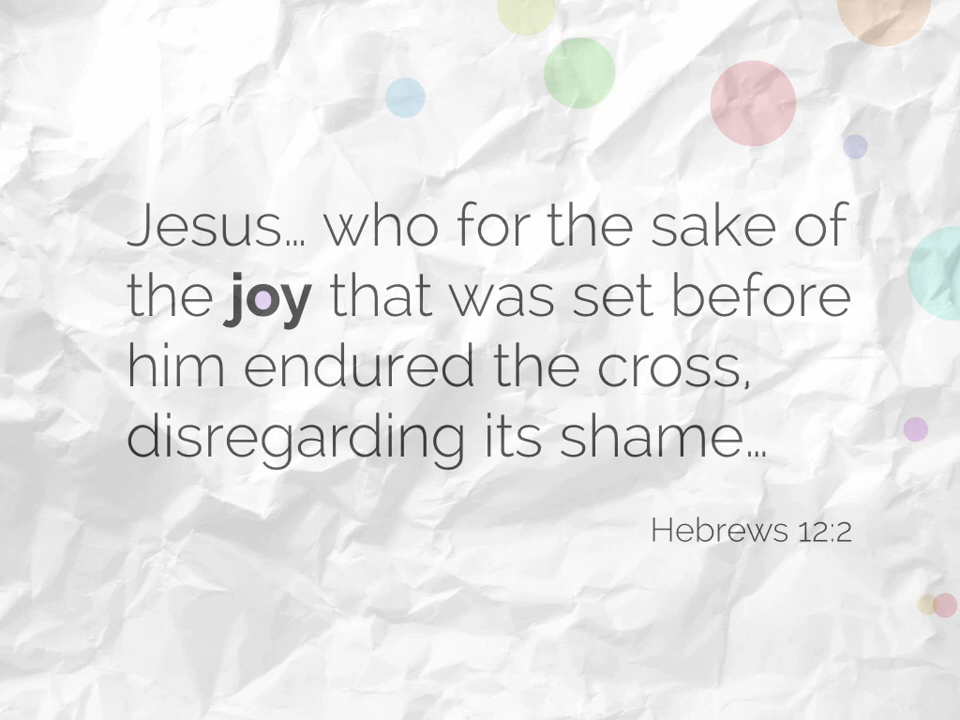 Jesus… who for the sake of
the joy that was set before
him endured the cross,
disregarding its shame…
Hebrews 12:2